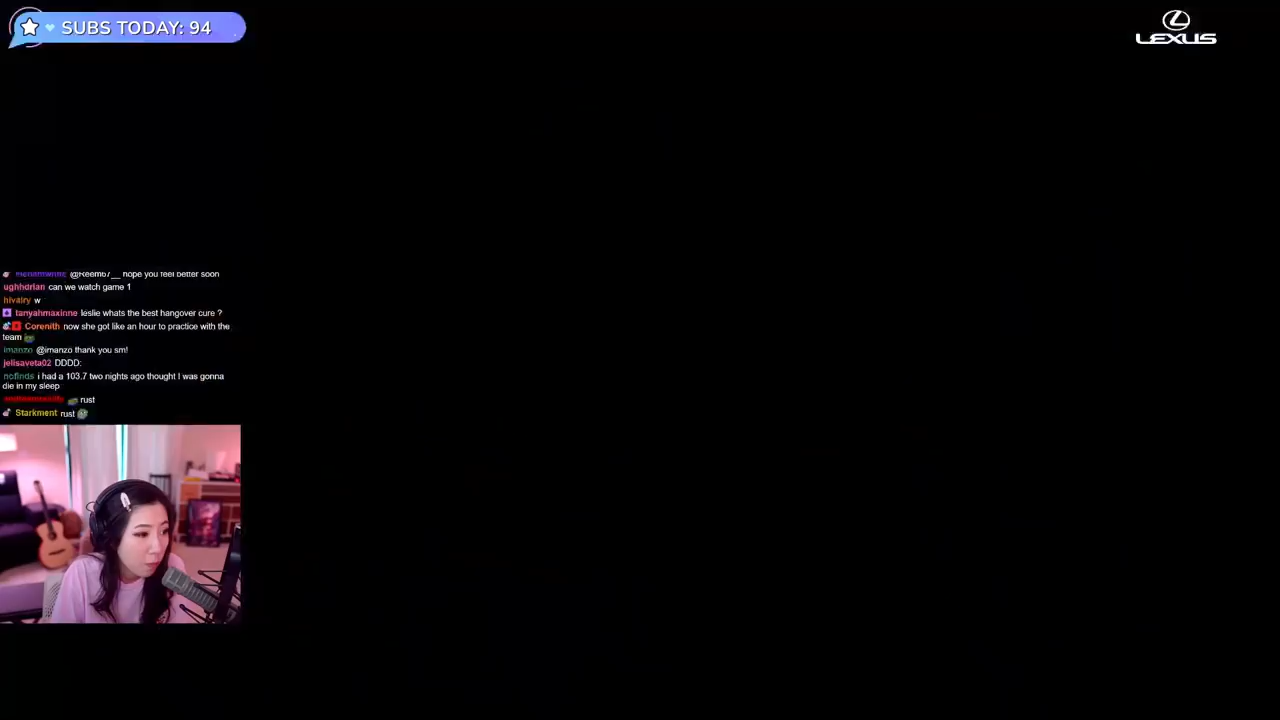 SUBS TODAY: 94
LEXUS
@Reem67__ hope you feel better soon
ughhdrian can we watch game 1
hivalry w
tanyahmaxinne leslie whats the best hangover cure ?
Corenith now she got like an hour to practice with the
team
imanzo @imanzo thank you sm!
jelisaveta02 DDDD:
nofinds i had a 103.7 two nights ago thought I was gonna
die in my sleep
rust
Starkment rust